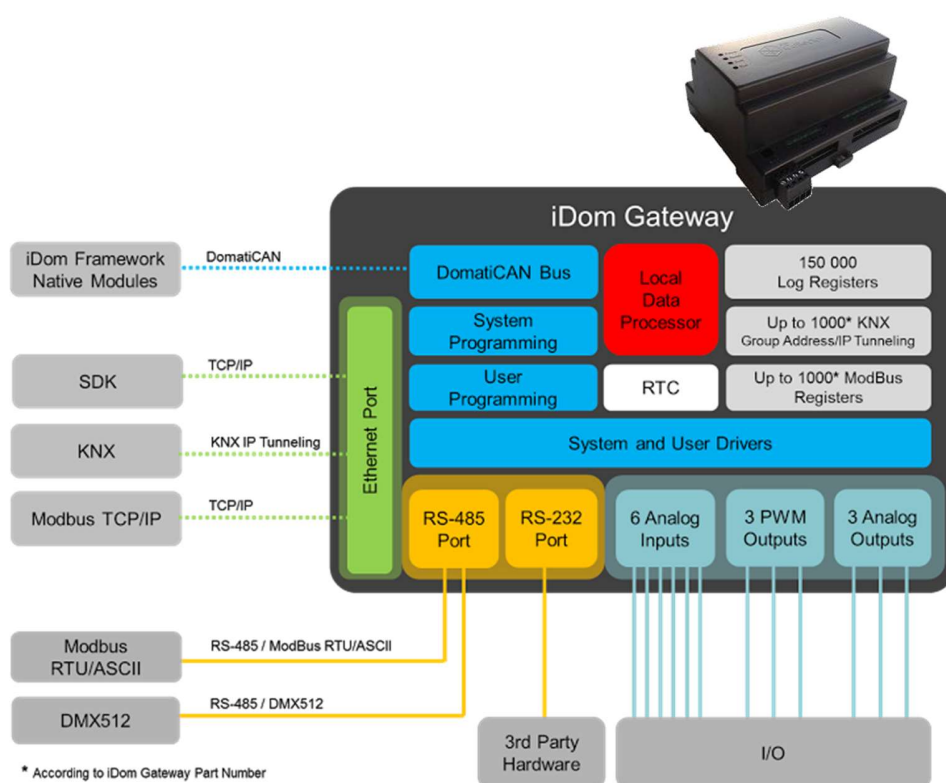 iDom Gateway
iDom Framework
Native Modules
DomatiCAN
DomatiCAN Bus
Local
Data
Processor
150 000
Log Registers
System
Programming
Up to 1000* KNX
Group Address/IP Tunneling
SDK
TCP/IP
User
Programming
RTC
Up to 1000* ModBus
Registers
KNX
KNX IP Tunneling
Ethernet Port
System and User Drivers
Modbus TCP/IP
TCP/IP
RS-485
Port
RS-232
Port
6 Analog
Inputs
3 PWM
Outputs
3 Analog
Outputs
Modbus
RTU/ASCII
RS-485 / ModBus RTU/ASCII
DMX512
RS-485 / DMX512
3rd Party
Hardware
I/O
* According to iDom Gateway Part Number